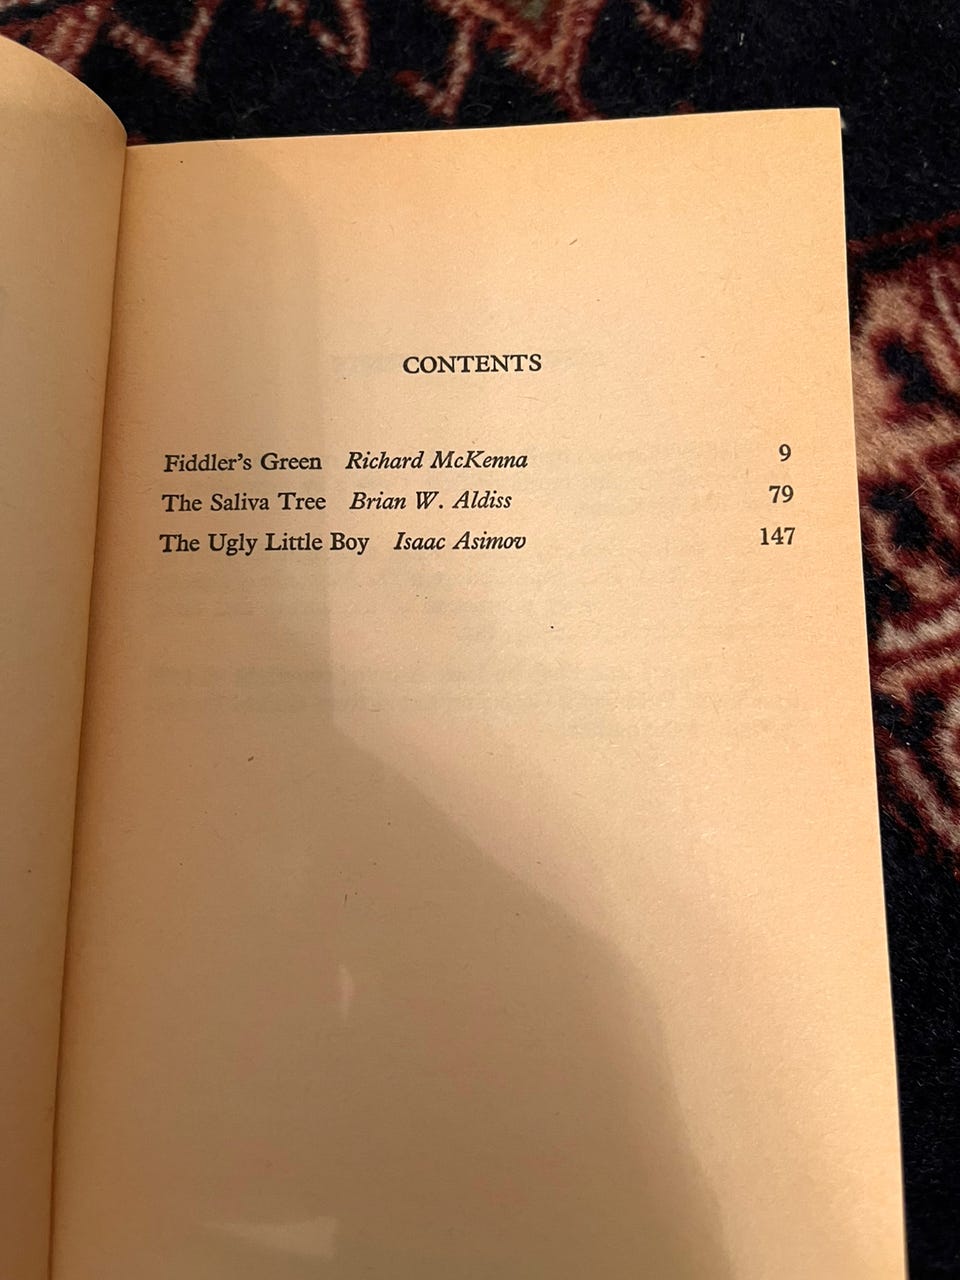 CONTENTS
Fiddler's Green Richard McKenna 9
The Saliva Tree Brian W. Aldiss 79
The Ugly Little Boy Isaac Asimov 147